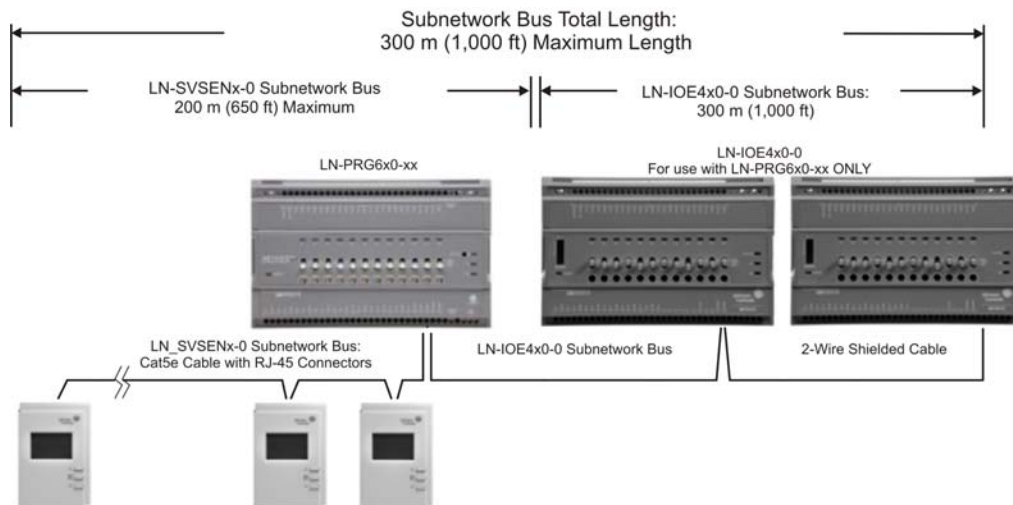 Subnetwork Bus Total Length:
300 m (1,000 ft) Maximum Length
LN-SVSENx-0 Subnetwork Bus
200 m (650 ft) Maximum
LN-IOE4x0-0 Subnetwork Bus:
300 m (1,000 ft)
LN-PRG6x0-xx
LN-IOE4x0-0
For use with LN-PRG6x0-xx ONLY
LN_SVSENx-0 Subnetwork Bus:
Cat5e Cable with RJ-45 Connectors
LN-IOE4x0-0 Subnetwork Bus
2-Wire Shielded Cable